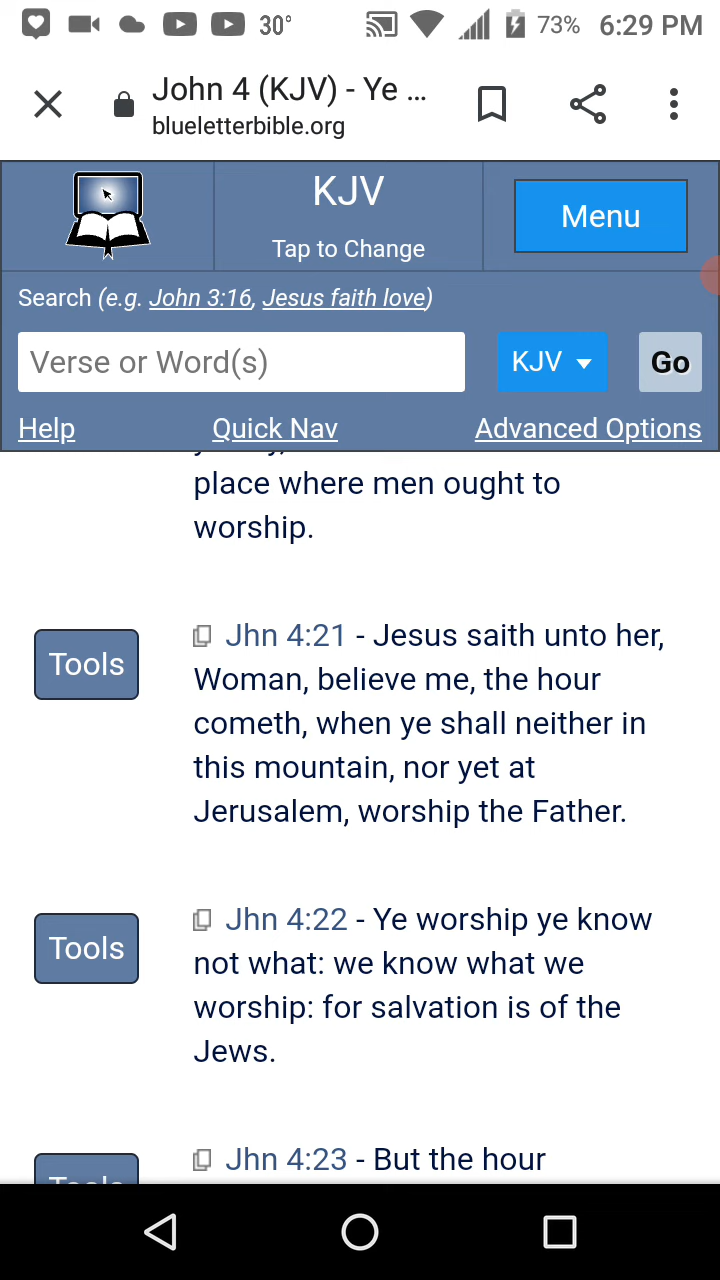 30° 73% 6:29 PM
John 4 (KJV) - Ye ...
blueletterbible.org
KJV
Tap to Change
Menu
Search (e.g. John 3:16, Jesus faith love)
Verse or Word(s)
KJV
Go
Help Quick Nav Advanced Options
place where men ought to
worship.
Tools
Jhn 4:21 - Jesus saith unto her,
Woman, believe me, the hour
cometh, when ye shall neither in
this mountain, nor yet at
Jerusalem, worship the Father.
Tools
Jhn 4:22 - Ye worship ye know
not what: we know what we
worship: for salvation is of the
Jews.
Tools
Jhn 4:23 - But the hour